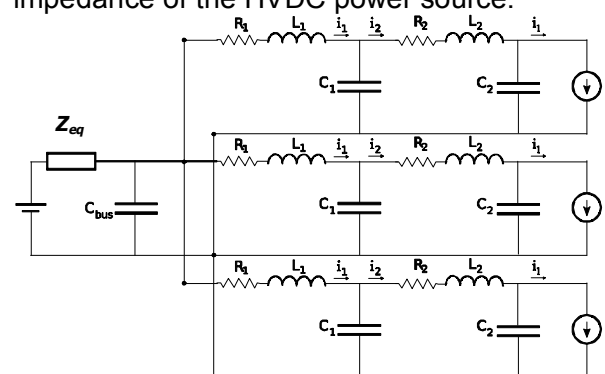 impedance of the HVDC power source.
R1 L1 i1 i2 R2 L2 i1
C1 C2
Zeq
R1 L1 i1 i2 R2 L2 i1
Cbus C1 C2
R1 L1 i1 i2 R2 L2 i1
C1 C2